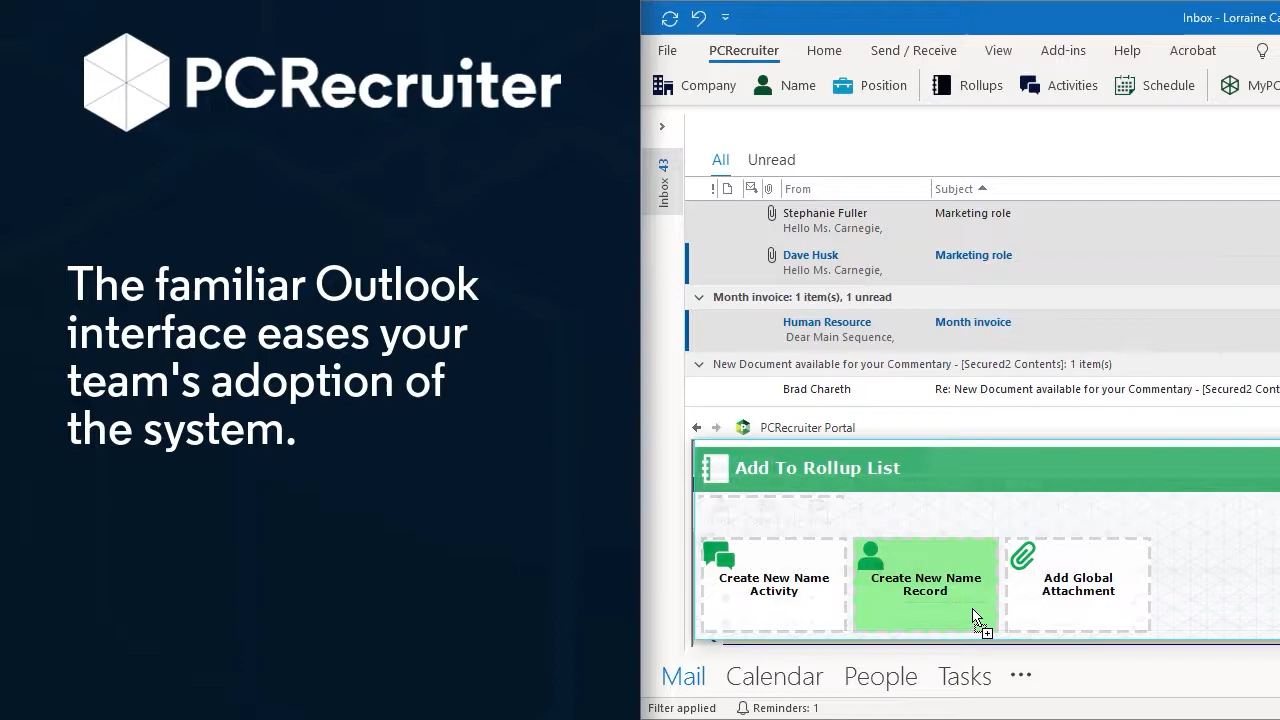 PCRecruiter
The familiar Outlook
interface eases your
team's adoption of
the system.
Inbox - Lorraine Ca
File PCRecruiter Home Send / Receive View Add-ins Help Acrobat
Company Name Position Rollups Activities Schedule MyPC
Inbox 43
All Unread
! From Subject
Stephanie Fuller Marketing role
Hello Ms. Carnegie,
Dave Husk Marketing role
Hello Ms. Carnegie,
Month invoice: 1 item(s), 1 unread
Human Resource Month invoice
Dear Main Sequence,
New Document available for your Commentary - [Secured2 Contents]: 1 item(s)
Brad Chareth Re: New Document available for your Commentary - [Secured2 Cont
PCRecruiter Portal
Add To Rollup List
Create New Name
Activity
Create New Name
Record
Add Global
Attachment
Mail Calendar People Tasks ...
Filter applied Reminders: 1